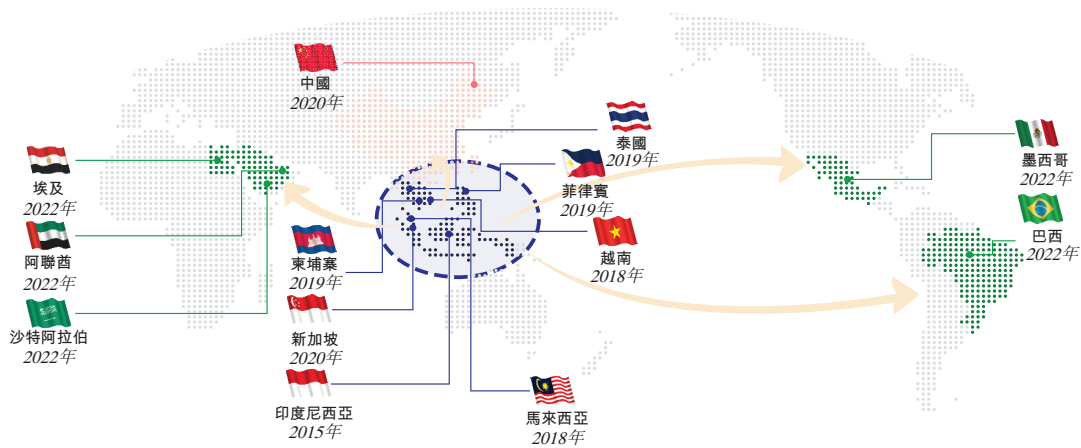 中國
2020年
泰國
2019年
埃及
2022年
菲律賓
2019年
墨西哥
2022年
阿聯酋
2022年
柬埔寨
2019年
越南
2018年
巴西
2022年
沙特阿拉伯
2022年
新加坡
2020年
印度尼西亞
2015年
馬來西亞
2018年